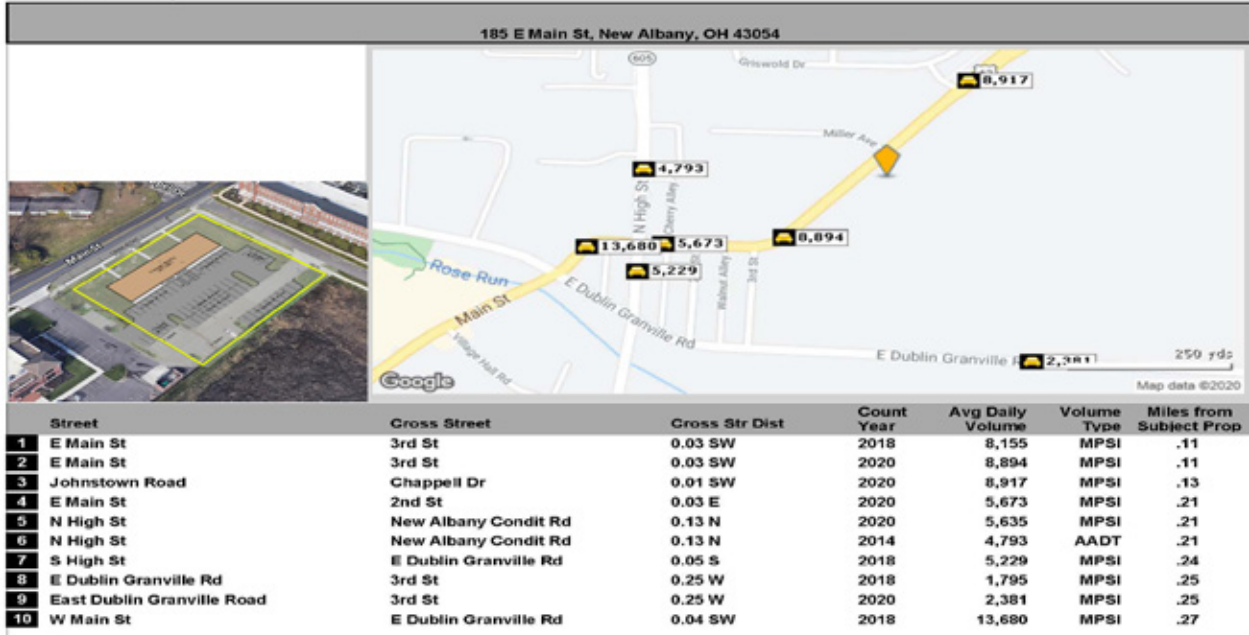 185 E Main St, New Albany, OH 43054
605
Griswold Dr
8,917
Miller Ave
4,793
N High St
Cherry Alley
13,680
5,673
8,894
5,229
Rose Run
Walnut Alley
3rd St
Main St
E Dublin Granville Rd
Village Hall Rd
E Dublin Granville
2,381
250 yds
Google
Map data ©2020
Main St
Street Cross Street Cross Str Dist Count Year Avg Daily Volume Volume Type Miles from Subject Prop
1 E Main St 3rd St 0.03 SW 2018 8,155 MPSI .11
2 E Main St 3rd St 0.03 SW 2020 8,894 MPSI .11
3 Johnstown Road Chappell Dr 0.01 SW 2020 8,917 MPSI .13
4 E Main St 2nd St 0.03 E 2020 5,673 MPSI .21
5 N High St New Albany Condit Rd 0.13 N 2020 5,635 MPSI .21
6 N High St New Albany Condit Rd 0.13 N 2014 4,793 AADT .21
7 S High St E Dublin Granville Rd 0.05 S 2018 5,229 MPSI .24
8 E Dublin Granville Rd 3rd St 0.25 W 2018 1,795 MPSI .25
9 East Dublin Granville Road 3rd St 0.25 W 2020 2,381 MPSI .25
10 W Main St E Dublin Granville Rd 0.04 SW 2018 13,680 MPSI .27